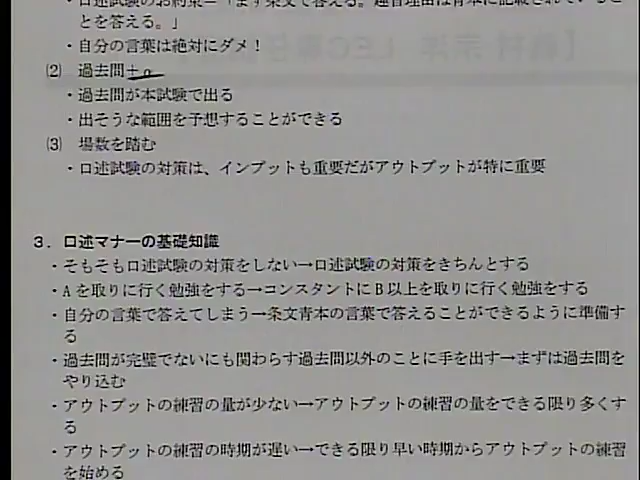 口述試験のお約束＝「まず条文で答える。趣旨理由は青本に記載されているこ
とを答える。」
・自分の言葉は絶対にダメ！
⑵ 過去問＋α
・過去問が本試験で出る
・出そうな範囲を予想することができる
⑶ 場数を踏む
・口述試験の対策は、インプットも重要だがアウトプットが特に重要
３．口述マナーの基礎知識
・そもそも口述試験の対策をしない→口述試験の対策をきちんとする
・A を取りに行く勉強をする→コンスタントに B 以上を取りに行く勉強をする
・自分の言葉で答えてしまう→条文青本の言葉で答えることができるように準備す
る
・過去問が完璧でないにも関わらす過去問以外のことに手を出す→まずは過去問を
やり込む
・アウトプットの練習の量が少ない→アウトプットの練習の量をできる限り多くす
る
・アウトプットの練習の時期が遅い→できる限り早い時期からアウトプットの練習
を始める